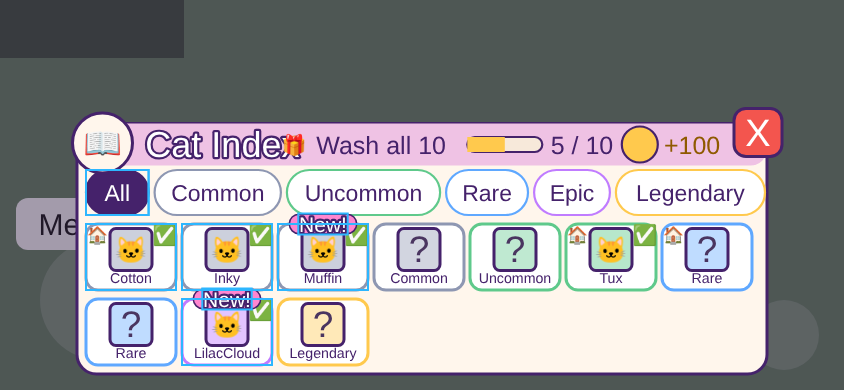 Cat Index Wash all 10 5 / 10 +100 X
All Common Uncommon Rare Epic Legendary
Me
New!
? ?
?
Cotton Inky Muffin Common Uncommon Tux Rare
New!
? ?
Rare LilacCloud Legendary